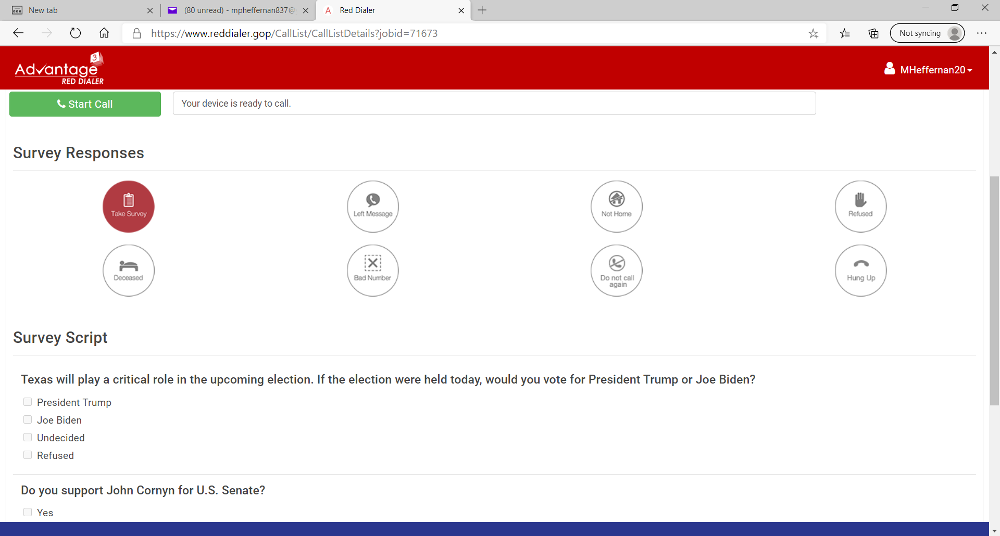 New tab
(80 unread) - mpheffernan837@
Red Dialer
https://www.reddialer.gop/CallList/CallListDetails?jobid=71673
Not syncing
Advantage 3
RED DIALER
MHeffernan20
Start Call
Your device is ready to call.
Survey Responses
Take Survey
Left Message
Not Home
Refused
Deceased
Bad Number
Do not call
again
Hung Up
Survey Script
Texas will play a critical role in the upcoming election. If the election were held today, would you vote for President Trump or Joe Biden?
President Trump
Joe Biden
Undecided
Refused
Do you support John Cornyn for U.S. Senate?
Yes